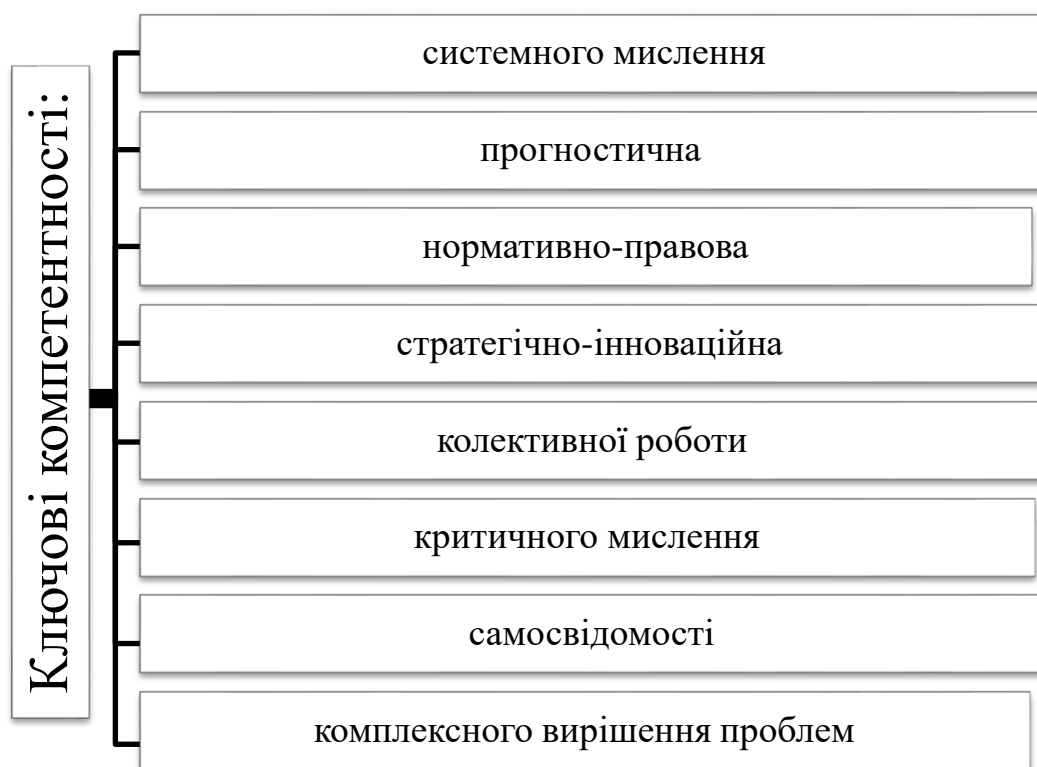 Ключові компетентності:
системного мислення
прогностична
нормативно-правова
стратегічно-інноваційна
колективної роботи
критичного мислення
самосвідомості
комплексного вирішення проблем